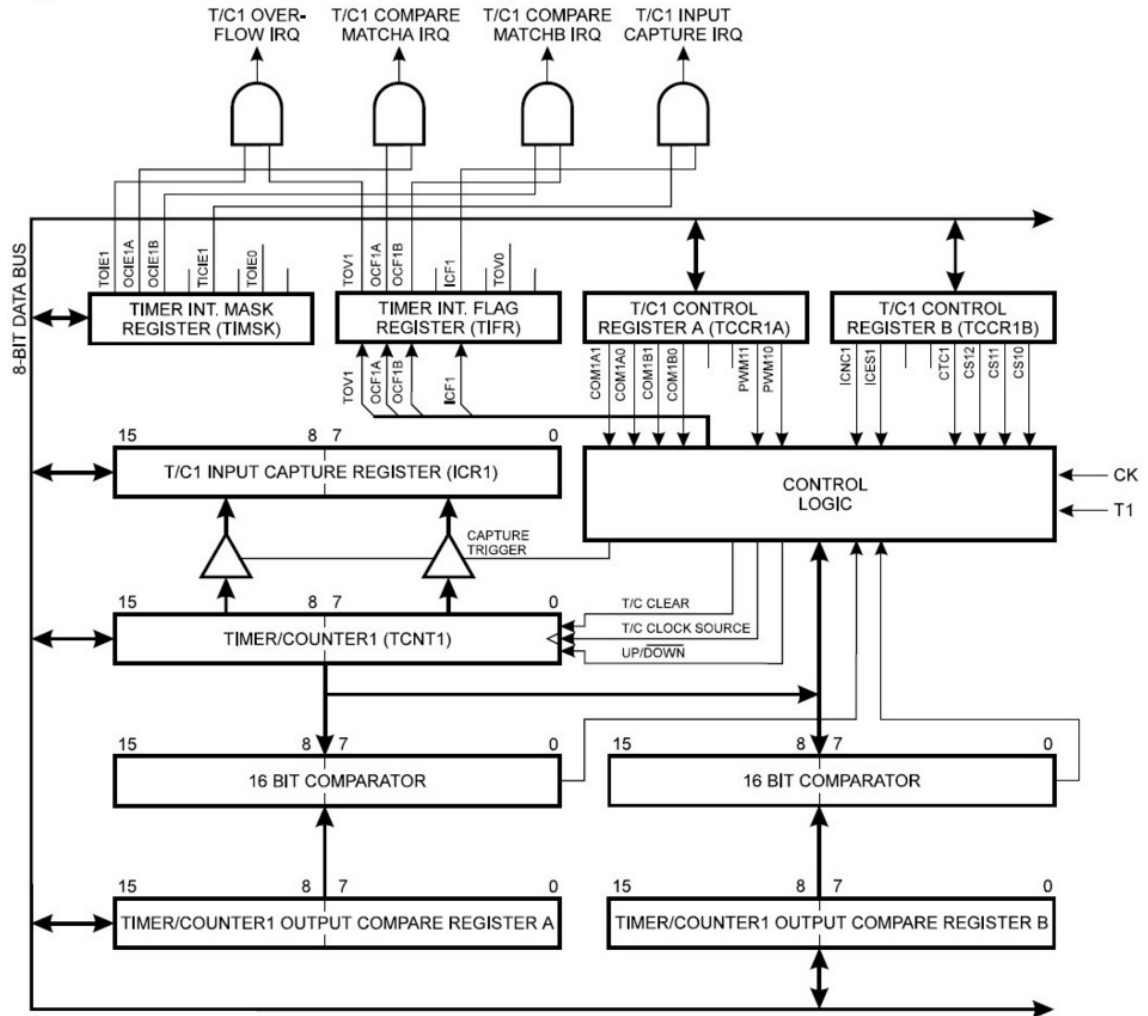 T/C1 OVER-
FLOW IRQ
T/C1 COMPARE
MATCHA IRQ
T/C1 COMPARE
MATCHB IRQ
T/C1 INPUT
CAPTURE IRQ
8-BIT DATA BUS
TOIE1
OCIE1A
OCIE1B
TICIE1
TOIE0
TOV1
OCF1A
OCF1B
ICF1
TOV0
TIMER INT. MASK
REGISTER (TIMSK)
TIMER INT. FLAG
REGISTER (TIFR)
T/C1 CONTROL
REGISTER A (TCCR1A)
T/C1 CONTROL
REGISTER B (TCCR1B)
TOV1
OCF1A
OCF1B
ICF1
COM1A1
COM1A0
COM1B1
COM1B0
PWM11
PWM10
ICNC1
ICES1
CTC1
CS12
CS11
CS10
15 8 7 0
T/C1 INPUT CAPTURE REGISTER (ICR1)
CONTROL
LOGIC
CK
T1
CAPTURE
TRIGGER
15 8 7 0
TIMER/COUNTER1 (TCNT1)
T/C CLEAR
T/C CLOCK SOURCE
UP/DOWN
15 8 7 0
16 BIT COMPARATOR
15 8 7 0
16 BIT COMPARATOR
15 8 7 0
TIMER/COUNTER1 OUTPUT COMPARE REGISTER A
15 8 7 0
TIMER/COUNTER1 OUTPUT COMPARE REGISTER B